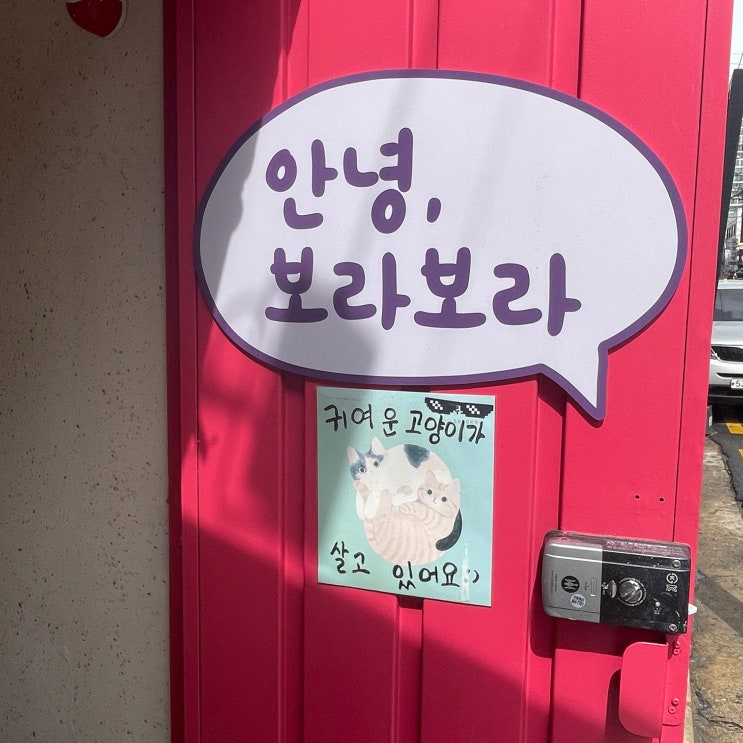 안녕,
보라보라
귀여운 고양이가
살고 있어요:)